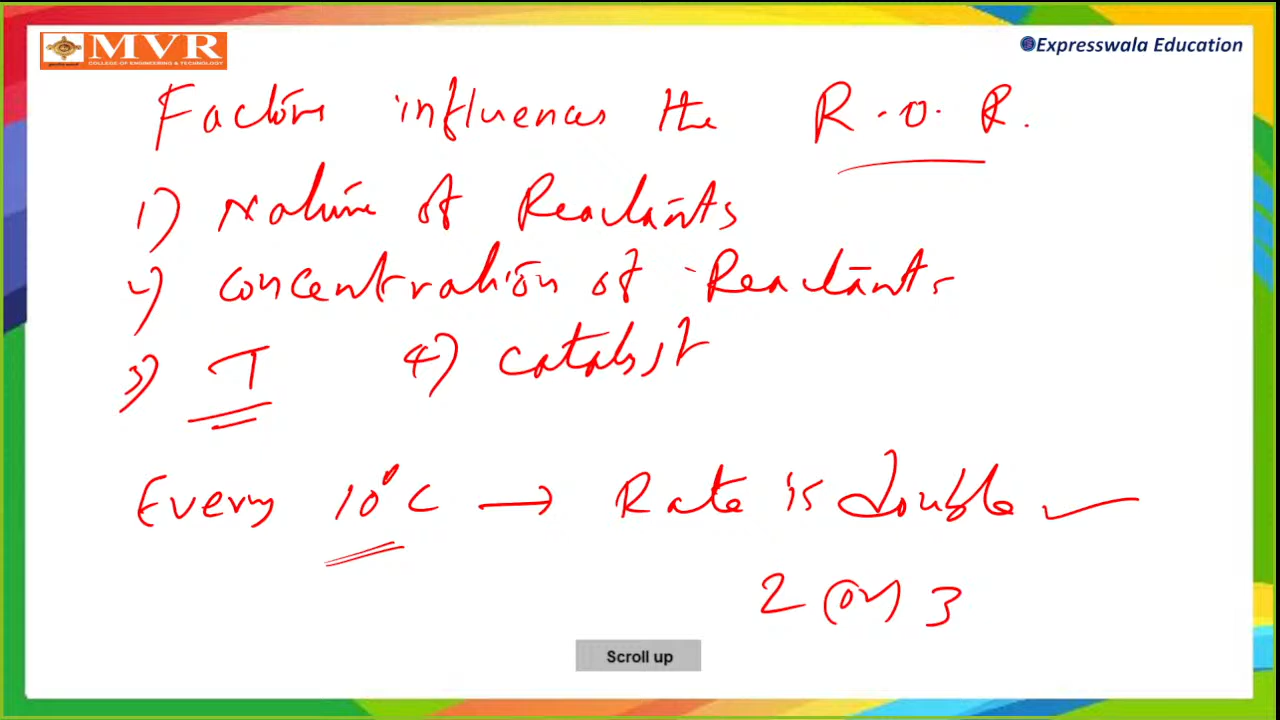 MVR
COLLEGE OF ENGINEERING & TECHNOLOGY
Expresswala Education
Factors influences the R.O.R.
1) Nature of Reactants
2) Concentration of Reactants
3) T 4) Catalyst
Every 10°C → Rate is double
2 (or) 3
Scroll up